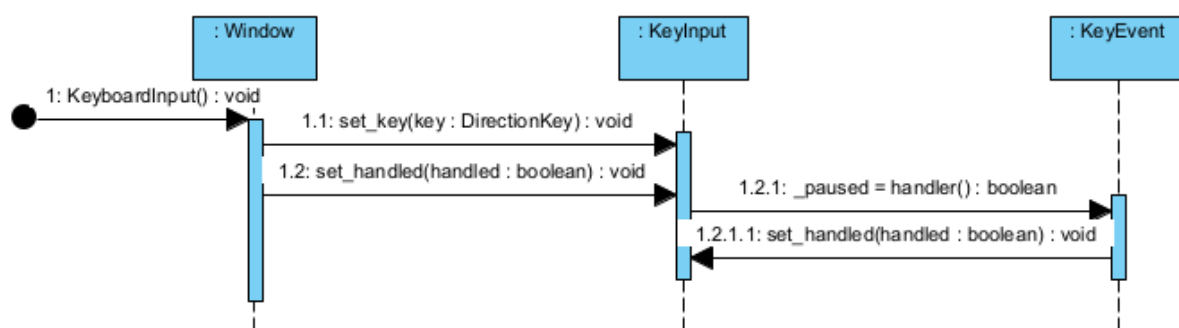 : Window
: KeyInput
: KeyEvent
1: KeyboardInput() : void
1.1: set_key(key : DirectionKey) : void
1.2: set_handled(handled : boolean) : void
1.2.1: _paused = handler() : boolean
1.2.1.1: set_handled(handled : boolean) : void